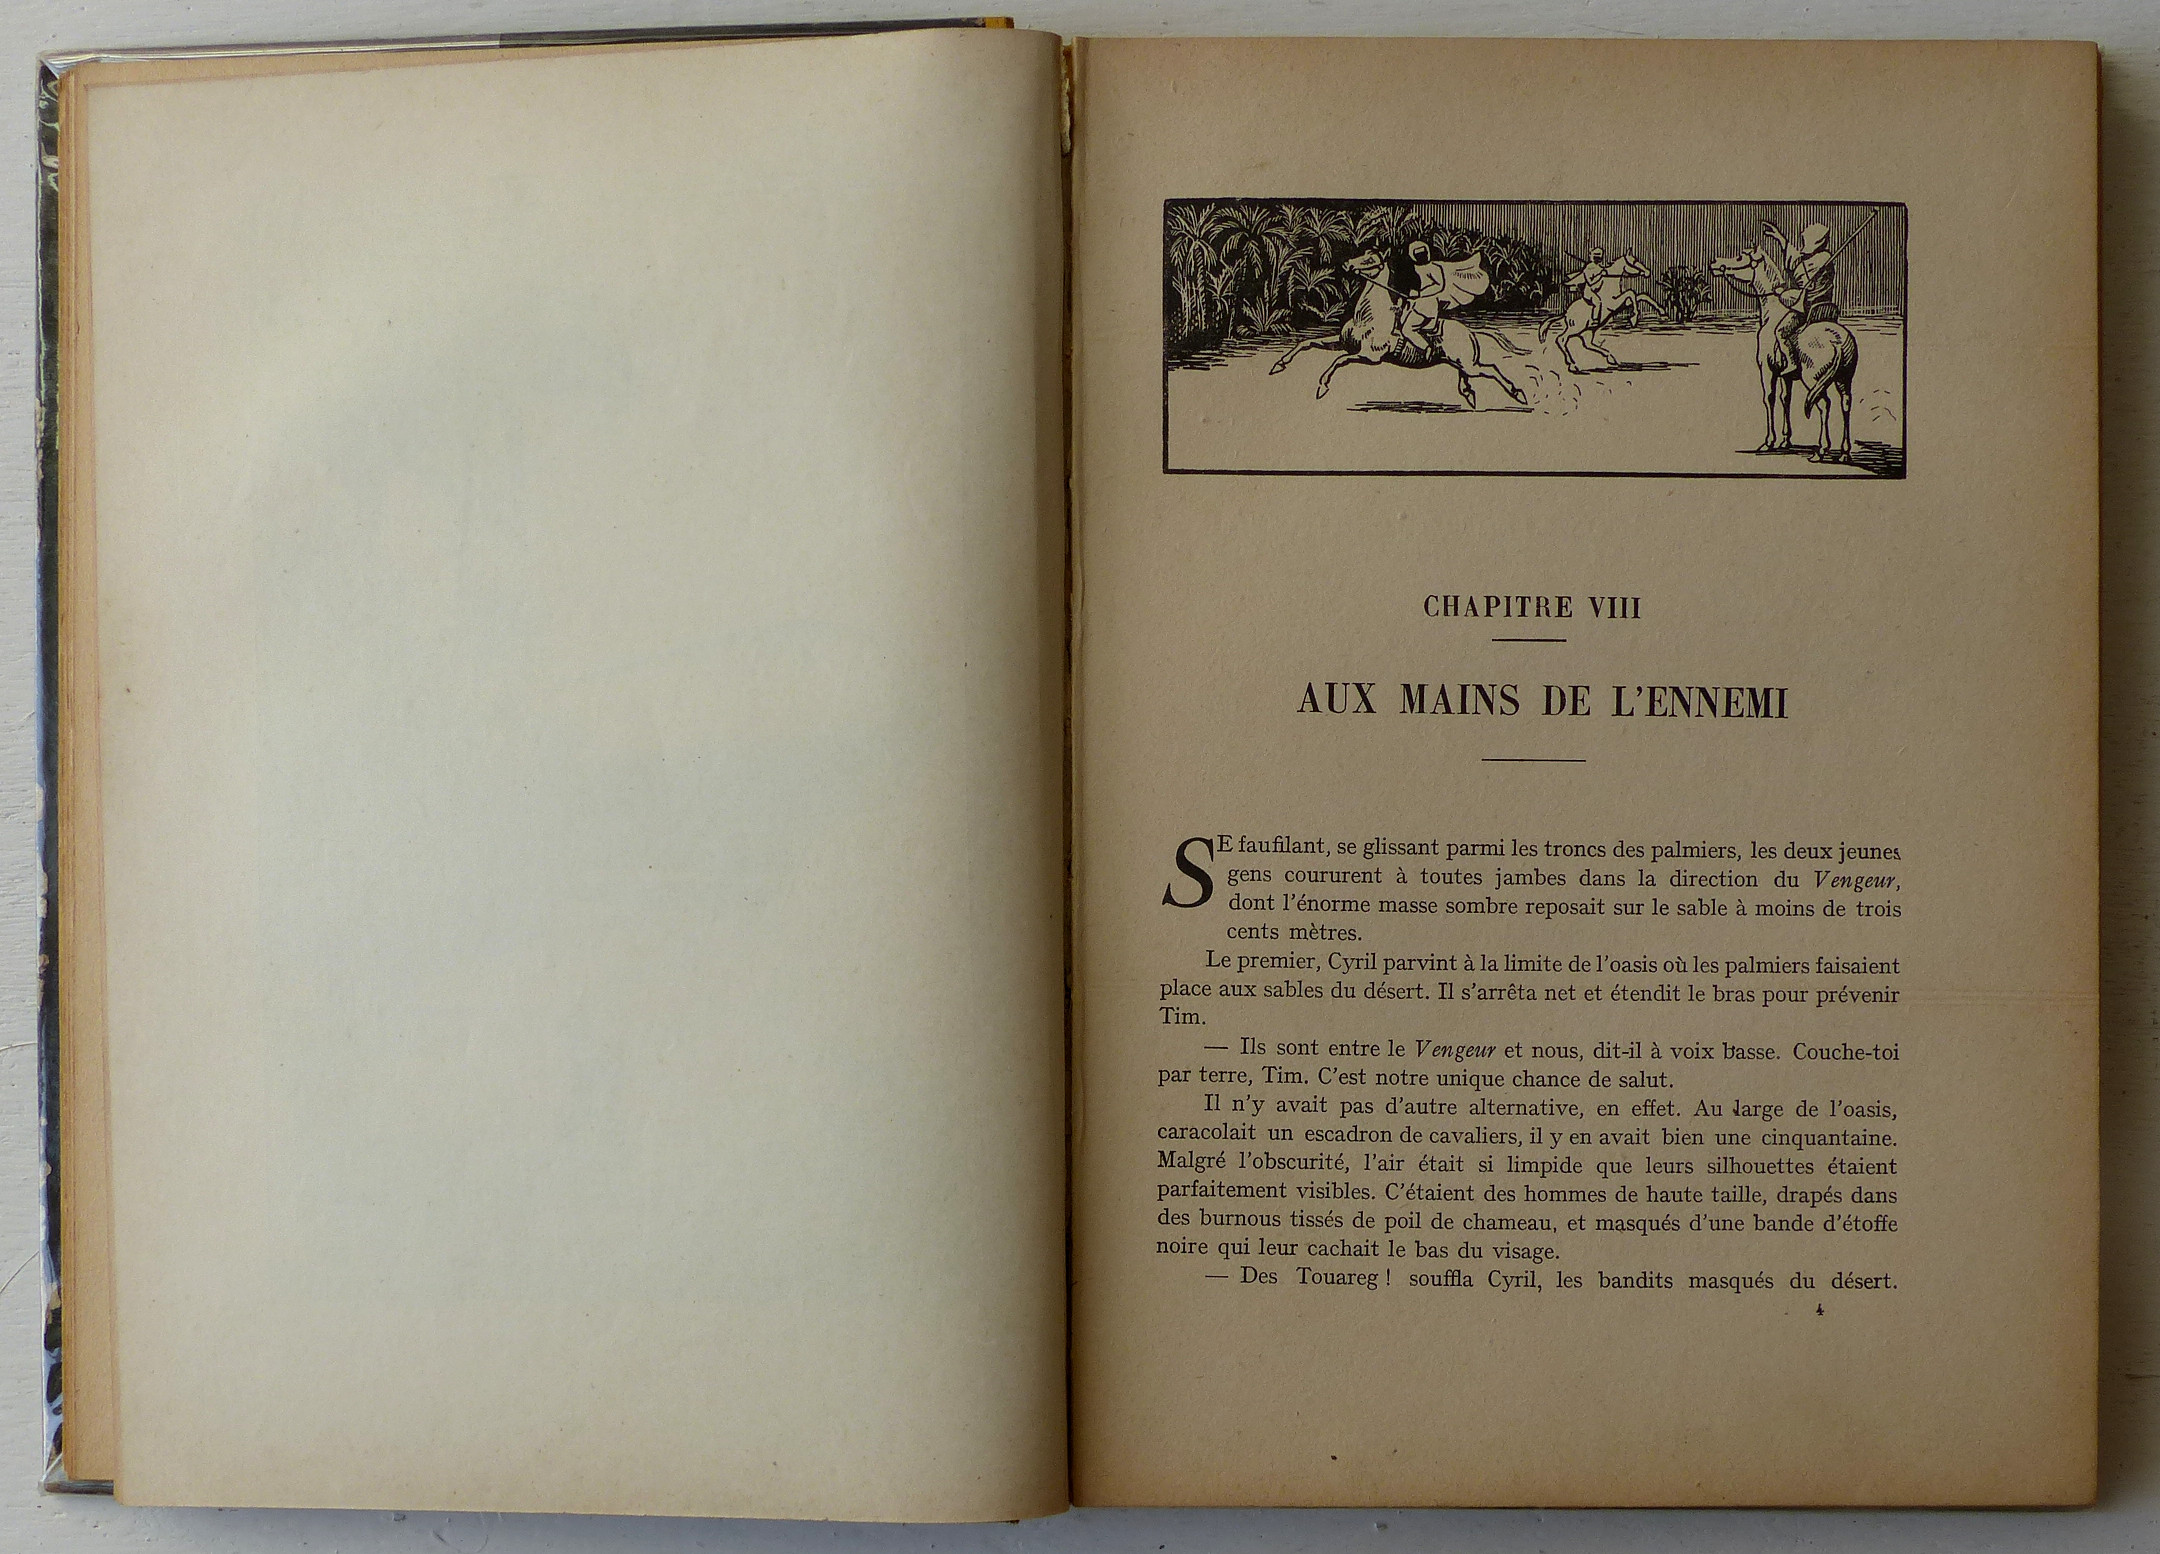 CHAPITRE VIII
AUX MAINS DE L'ENNEMI
SE faufilant, se glissant parmi les troncs des palmiers, les deux jeunes
gens coururent à toutes jambes dans la direction du Vengeur,
dont l'énorme masse sombre reposait sur le sable à moins de trois
cents mètres.
Le premier, Cyril parvint à la limite de l'oasis où les palmiers faisaient
place aux sables du désert. Il s'arrêta net et étendit le bras pour prévenir
Tim.
— Ils sont entre le Vengeur et nous, dit-il à voix basse. Couche-toi
par terre, Tim. C'est notre unique chance de salut.
Il n'y avait pas d'autre alternative, en effet. Au large de l'oasis,
caracolait un escadron de cavaliers, il y en avait bien une cinquantaine.
Malgré l'obscurité, l'air était si limpide que leurs silhouettes étaient
parfaitement visibles. C'étaient des hommes de haute taille, drapés dans
des burnous tissés de poil de chameau, et masqués d'une bande d'étoffe
noire qui leur cachait le bas du visage.
— Des Touareg ! souffla Cyril, les bandits masqués du désert.
4